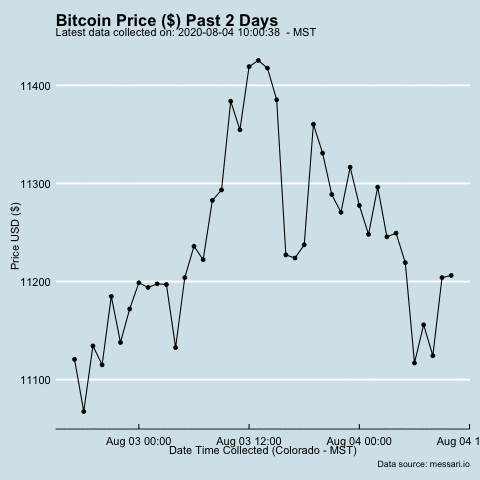 Bitcoin Price ($) Past 2 Days
Latest data collected on: 2020-08-04 10:00:38 - MST
11400
11300
Price USD ($)
11200
11100
Aug 03 00:00 Aug 03 12:00 Aug 04 00:00 Aug 04 1
Date Time Collected (Colorado - MST)
Data source: messari.io